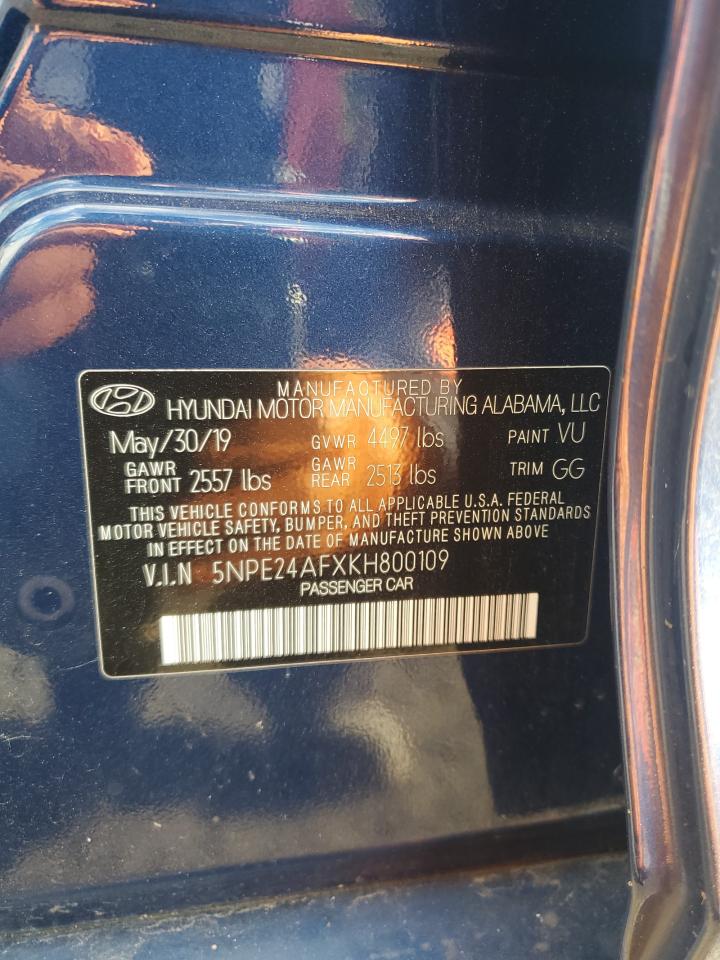 MANUFACTURED BY
HYUNDAI MOTOR MANUFACTURING ALABAMA, LLC
May/30/19 GVWR 4497 lbs PAINT VU
GAWR FRONT 2557 lbs GAWR REAR 2513 lbs TRIM GG
THIS VEHICLE CONFORMS TO ALL APPLICABLE U.S.A. FEDERAL
MOTOR VEHICLE SAFETY, BUMPER, AND THEFT PREVENTION STANDARDS
IN EFFECT ON THE DATE OF MANUFACTURE SHOWN ABOVE
V.I.N 5NPE24AFXKH800109
PASSENGER CAR